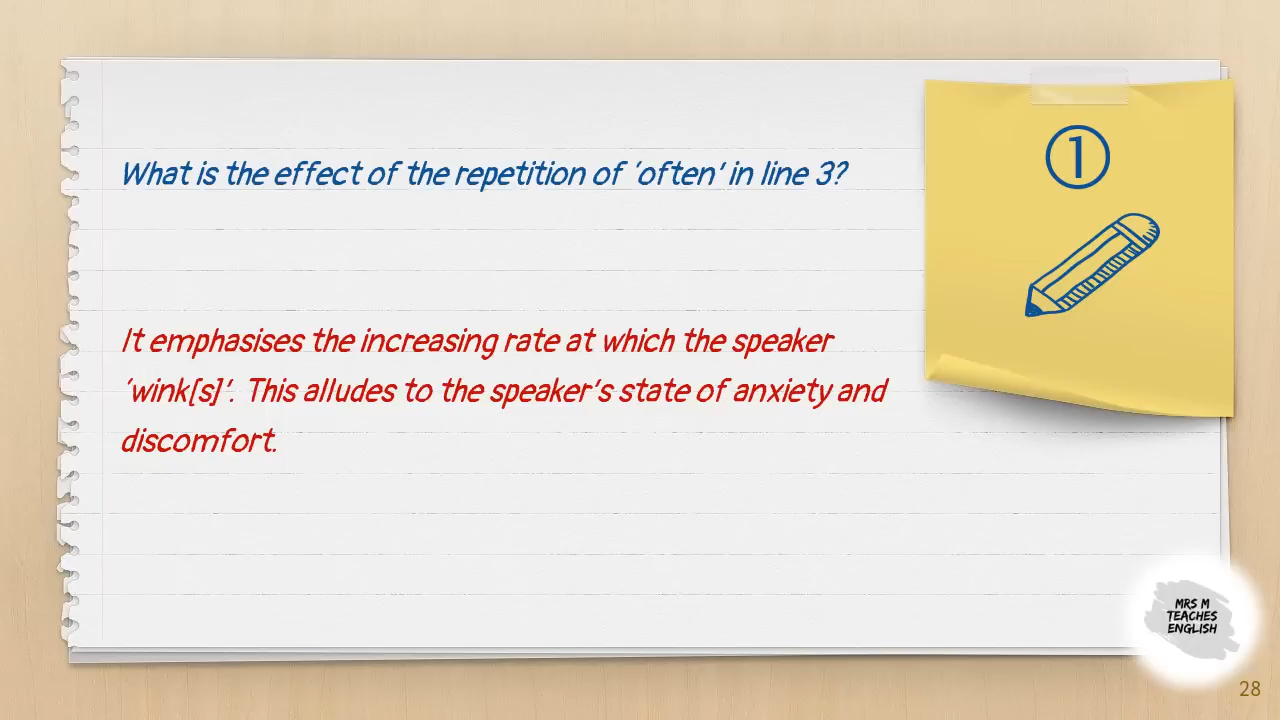 What is the effect of the repetition of ‘often’ in line 3?
①
It emphasises the increasing rate at which the speaker
‘wink[s]’. This alludes to the speaker’s state of anxiety and
discomfort.
MRS M
TEACHES
ENGLISH
28